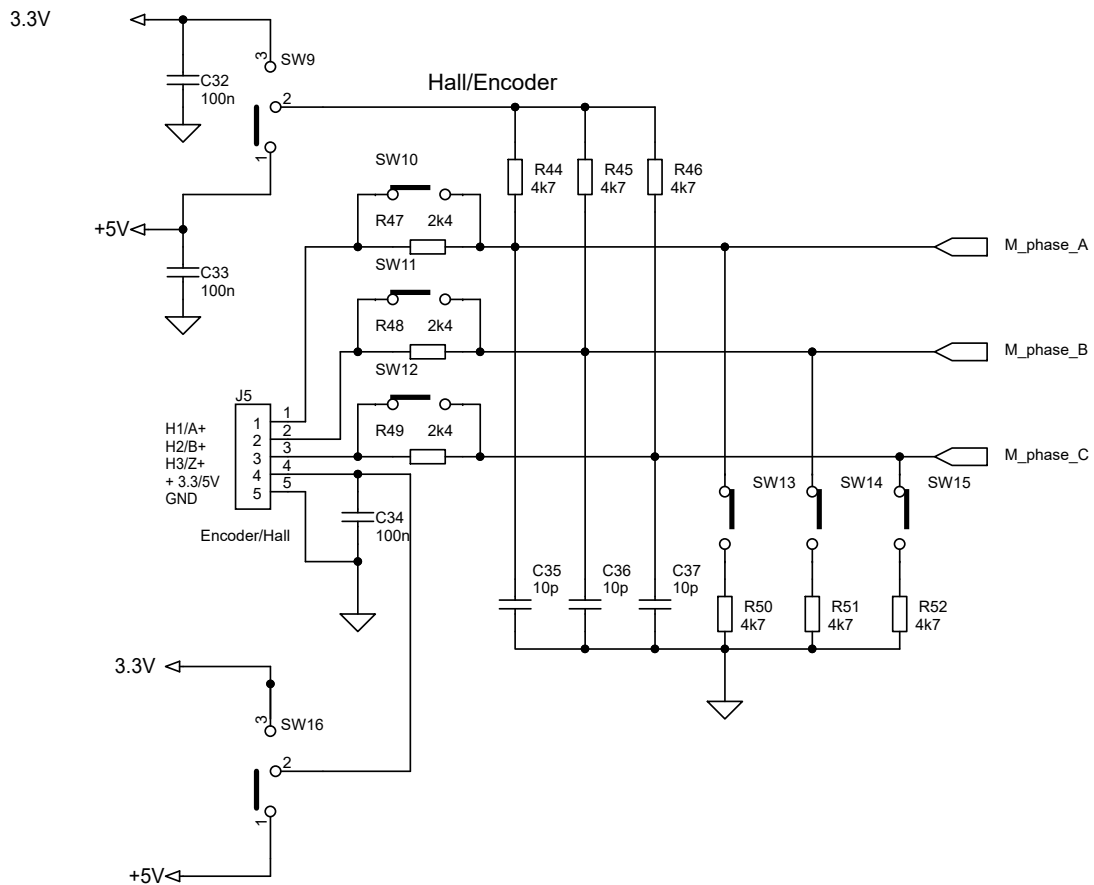 3.3V
3
SW9
C32
100n
2
Hall/Encoder
1
SW10
R44
4k7
R45
4k7
R46
4k7
+5V
R47 2k4
M_phase_A
SW11
C33
100n
R48 2k4
M_phase_B
SW12
J5
R49 2k4
M_phase_C
H1/A+
H2/B+
H3/Z+
+ 3.3/5V
GND
1
2
3
4
5
1
2
3
4
5
SW13
SW14
SW15
C34
100n
Encoder/Hall
C35
10p
C36
10p
C37
10p
R50
4k7
R51
4k7
R52
4k7
3.3V
3
SW16
2
1
+5V